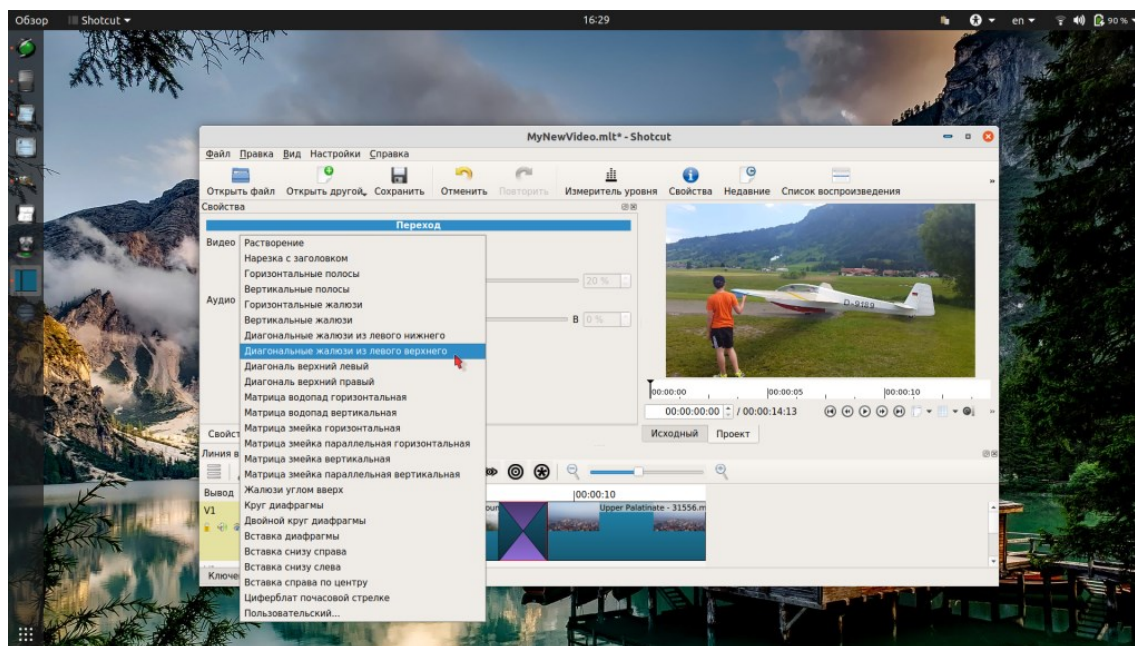 Обзор Shotcut 16:29 en 90 %
MyNewVideo.mlt* - Shotcut
Файл Правка Вид Настройки Справка
Открыть файл Открыть другой Сохранить Отменить Повторить Измеритель уровня Свойства Недавние Список воспроизведения
Свойства
Переход
Видео
Растворение
Нарезка с заголовком
Горизонтальные полосы
20 %
Вертикальные полосы
Аудио
Горизонтальные жалюзи
Вертикальные жалюзи
В 0 %
Диагональные жалюзи из левого нижнего
Диагональные жалюзи из левого верхнего
Диагональ верхний левый
Диагональ верхний правый
Матрица водопад горизонтальная
Матрица водопад вертикальная
Матрица змейка горизонтальная
Матрица змейка параллельная горизонтальная
Матрица змейка вертикальная
Матрица змейка параллельная вертикальная
Жалюзи углом вверх
Круг диафрагмы
Двойной круг диафрагмы
Вставка диафрагмы
Вставка снизу справа
Вставка снизу слева
Вставка справа по центру
Циферблат почасовой стрелке
Пользовательский...
D-9189
00:00:00 00:00:05 00:00:10
00:00:00:00 / 00:00:14:13
Исходный Проект
Свойст
Линия в
Вывод
00:00:10
V1
Upper Palatinate - 31556.m
Ключе